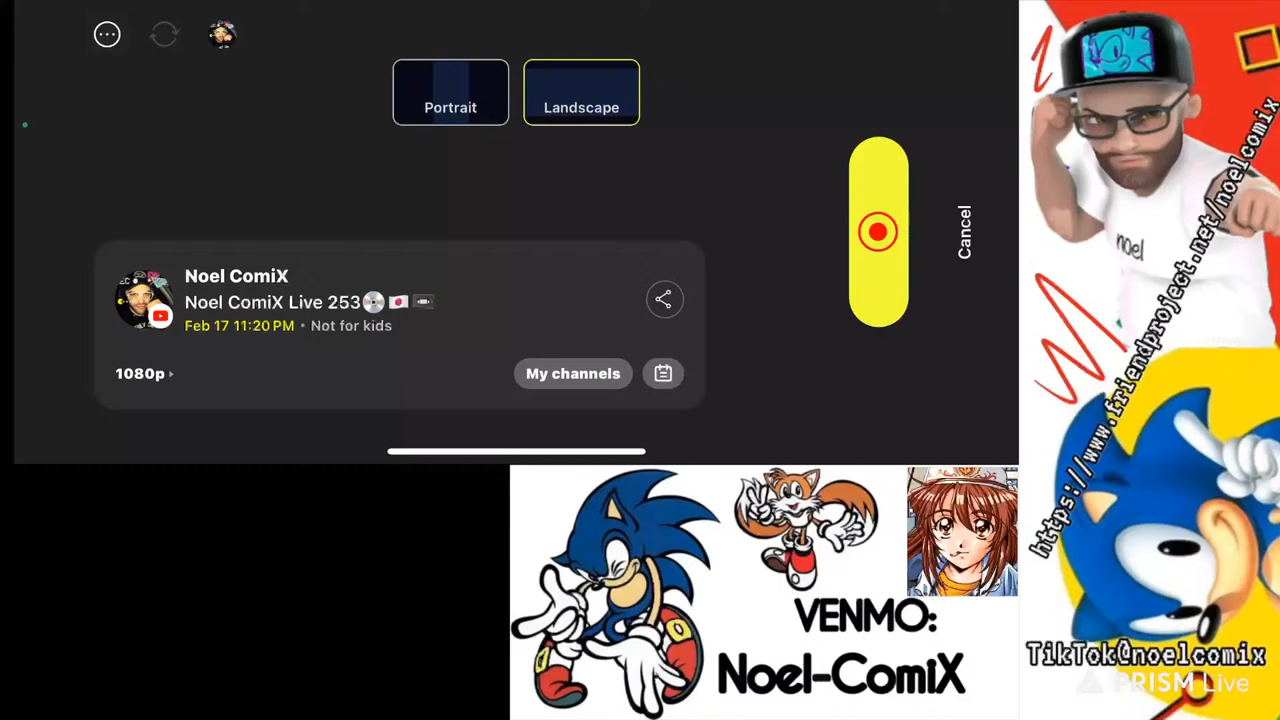 Portrait
Landscape
Cancel
Noel ComiX
Noel ComiX Live 253💿🇯🇵📼
Feb 17 11:20 PM • Not for kids
1080p
My channels
VENMO:
Noel-ComiX
noel
https://www.friendproject.net/noelcomix
TikTok@noelcomix
PRISM Live